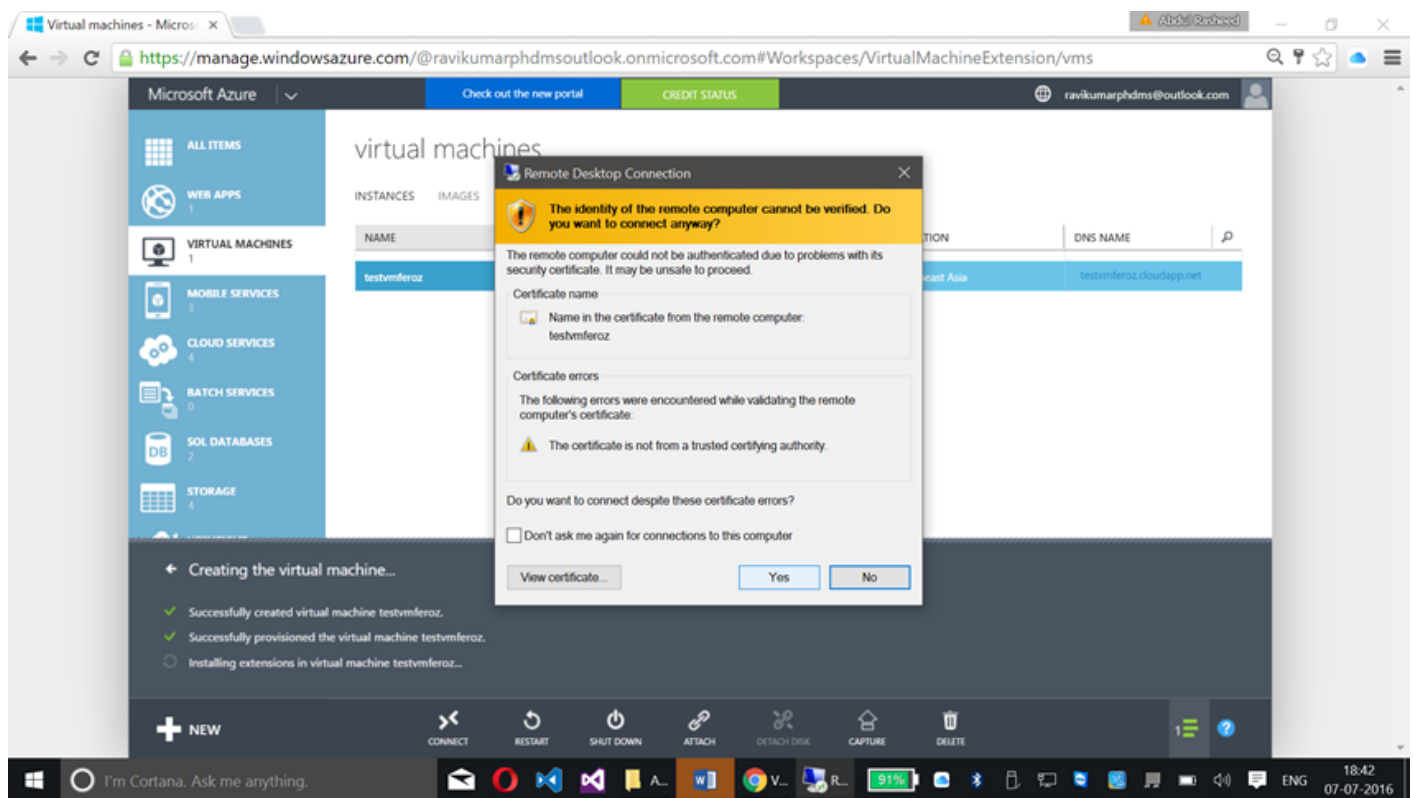 Virtual machines - Micros
Abdul Rasheed
https://manage.windowsazure.com/@ravikumarphdmsoutlook.onmicrosoft.com#Workspaces/VirtualMachineExtension/vms
Microsoft Azure
Check out the new portal
CREDIT STATUS
ravikumarphdms@outlook.com
ALL ITEMS
WEB APPS
1
VIRTUAL MACHINES
1
MOBILE SERVICES
3
CLOUD SERVICES
4
BATCH SERVICES
0
SQL DATABASES
2
DB
STORAGE
4
virtual machines
INSTANCES IMAGES
NAME
TION
DNS NAME
testvmferoz
east Asia
testvmferoz.cloudapp.net
Remote Desktop Connection
The identity of the remote computer cannot be verified. Do
you want to connect anyway?
The remote computer could not be authenticated due to problems with its
security certificate. It may be unsafe to proceed.
Certificate name
Name in the certificate from the remote computer:
testvmferoz
Certificate errors
The following errors were encountered while validating the remote
computer's certificate:
The certificate is not from a trusted certifying authority.
Do you want to connect despite these certificate errors?
Don't ask me again for connections to this computer
View certificate...
Yes
No
Creating the virtual machine...
Successfully created virtual machine testvmferoz.
Successfully provisioned the virtual machine testvmferoz.
Installing extensions in virtual machine testvmferoz...
NEW
CONNECT
RESTART
SHUT DOWN
ATTACH
DETACH DISK
CAPTURE
DELETE
1
?
I'm Cortana. Ask me anything.
A...
V...
R...
91%
ENG
18:42
07-07-2016